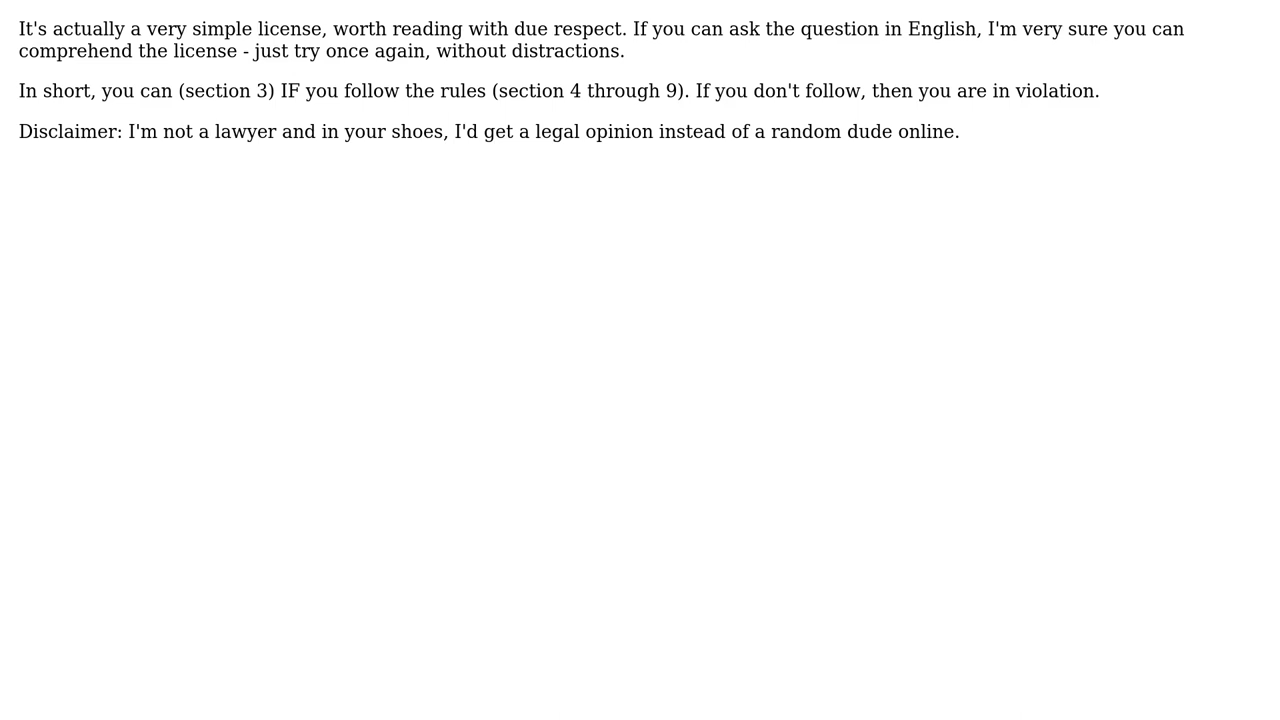 It's actually a very simple license, worth reading with due respect. If you can ask the question in English, I'm very sure you can
comprehend the license - just try once again, without distractions.
In short, you can (section 3) IF you follow the rules (section 4 through 9). If you don't follow, then you are in violation.
Disclaimer: I'm not a lawyer and in your shoes, I'd get a legal opinion instead of a random dude online.